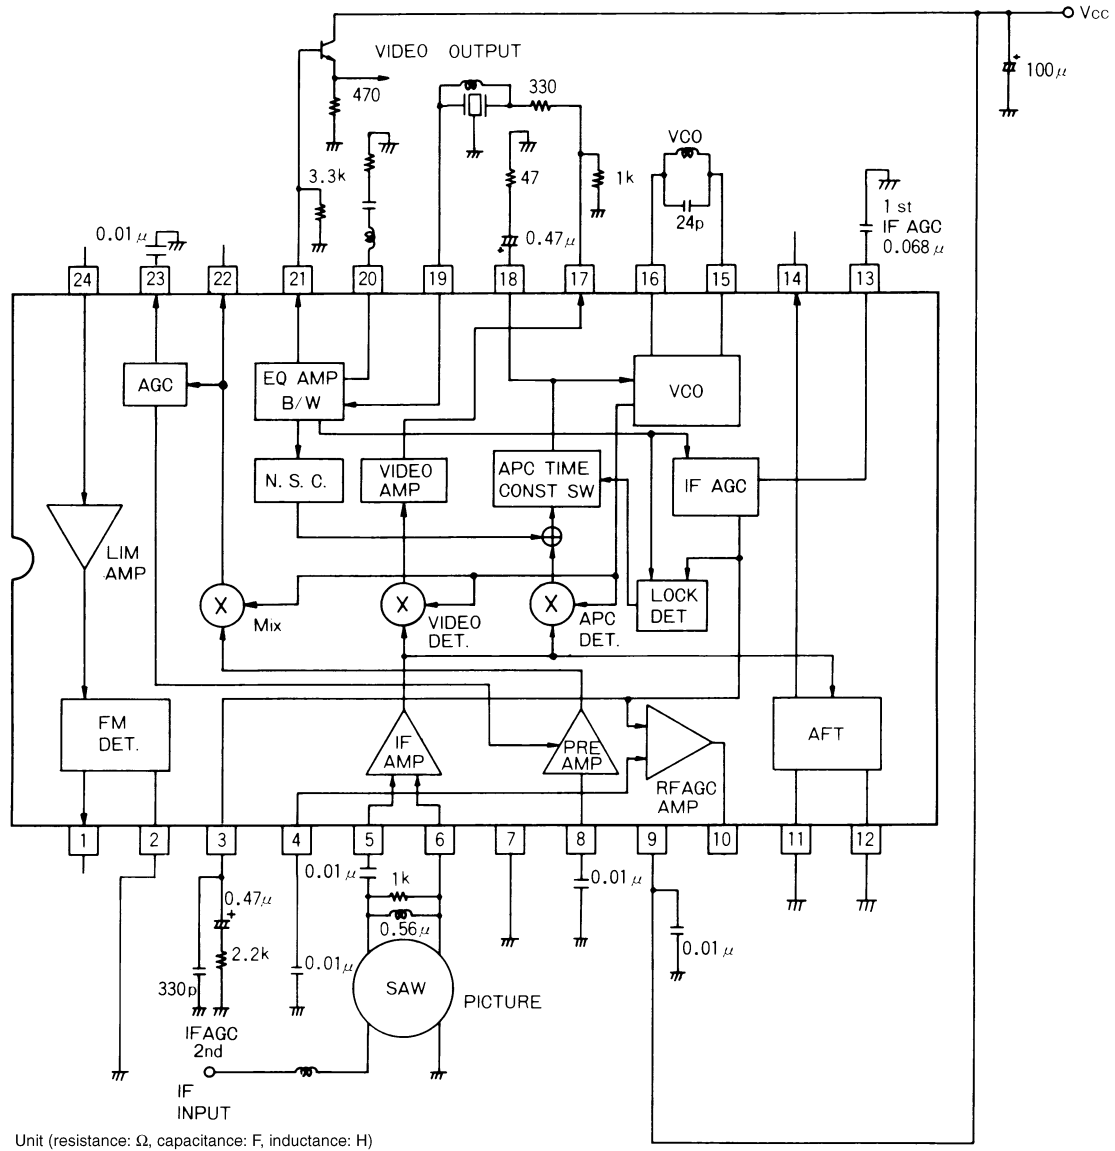 Vcc
VIDEO OUTPUT
100μ
470
330
VCO
3.3k
47
1k
24p
1 st
IF AGC
0.068μ
0.01μ
0.47μ
24
23
22
21
20
19
18
17
16
15
14
13
AGC
EQ AMP
B/W
VCO
N. S. C.
VIDEO
AMP
APC TIME
CONST SW
IF AGC
LIM
AMP
X
Mix
X
VIDEO
DET.
X
APC
DET.
LOCK
DET
FM
DET.
IF
AMP
PRE
AMP
RFAGC
AMP
AFT
1
2
3
4
5
6
7
8
9
10
11
12
0.01μ
1k
0.56μ
0.01μ
0.47μ
2.2k
330p
0.01μ
0.01μ
SAW
PICTURE
IFAGC
2nd
IF
INPUT
Unit (resistance: Ω, capacitance: F, inductance: H)